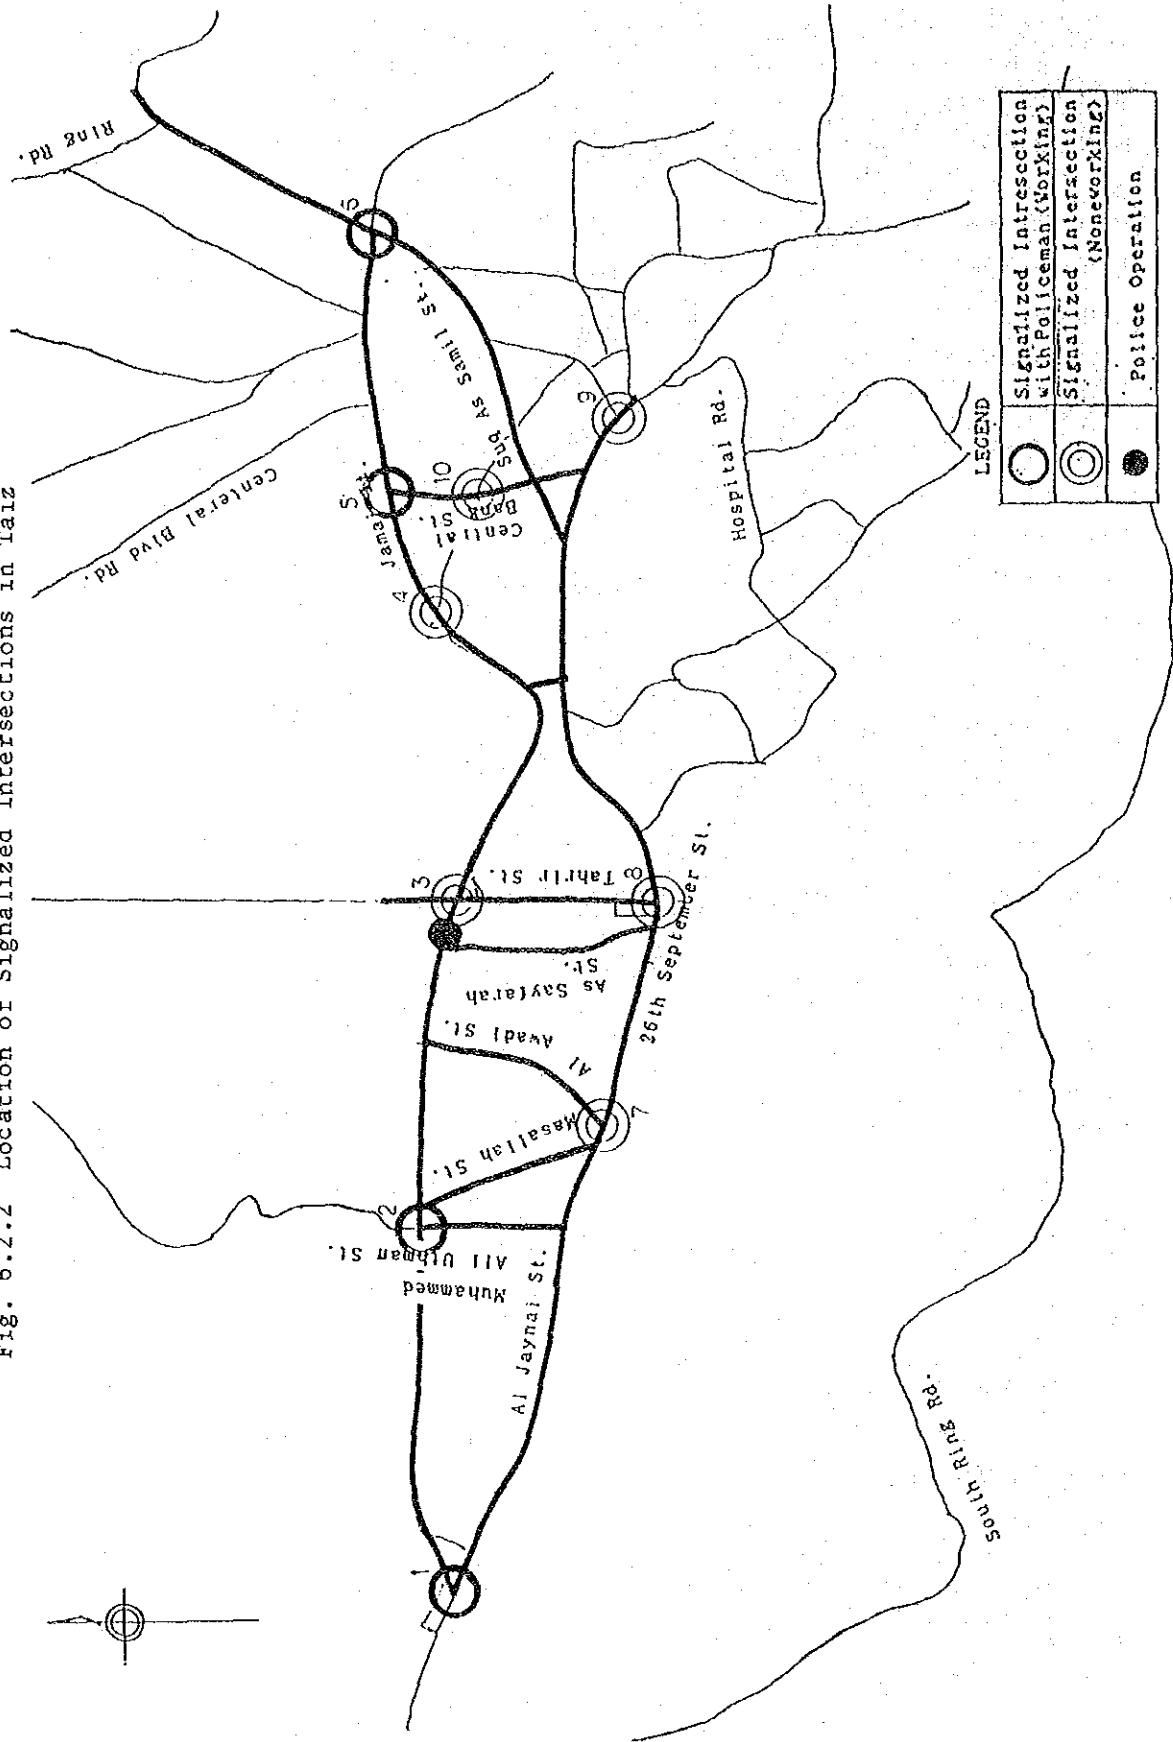 Fig. 6.2.2 Location of Signalized Intersections in Taiz
Ring Rd.
Centeral Blvd Rd.
Jamal St.
5
Suq As Samil St.
5
10
Central
Bank
St.
4
9
Hospital Rd.
3
Tahrir St.
8
As Sayfarah
St.
26th September St.
Al Awadi St.
Masallah St.
7
2
Muhammed
Ali Uthman St.
Al Jaynai St.
1
South Ring Rd.
LEGEND
Signalized Intresection
with Policeman (Working)
Signalized Intersection
(Noneworking)
Police Operation